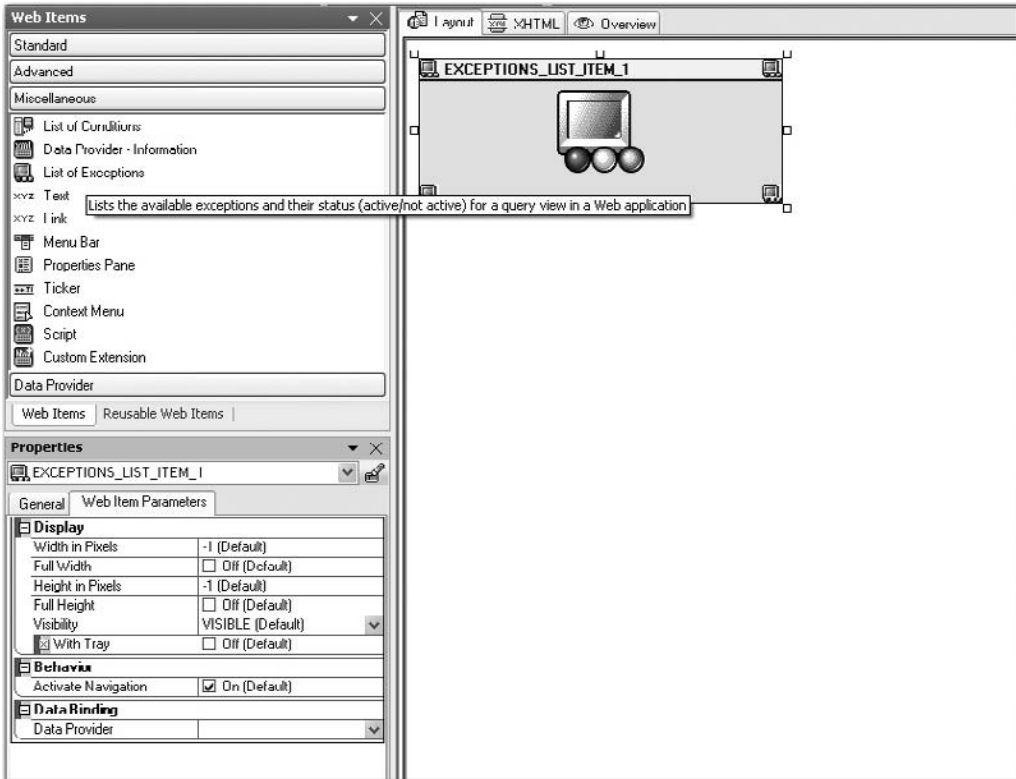 Web Items
Standard
Advanced
Miscellaneous
List of Conditions
Data Provider - Information
List of Exceptions
XYZ Text
Lists the available exceptions and their status (active/not active) for a query view in a Web application
XYZ Link
Menu Bar
Properties Pane
Ticker
Context Menu
Script
Custom Extension
Data Provider
Web Items
Reusable Web Items
Properties
EXCEPTIONS_LIST_ITEM_1
General
Web Item Parameters
Display
Width in Pixels -1 (Default)
Full Width Off (Default)
Height in Pixels -1 (Default)
Full Height Off (Default)
Visibility VISIBLE (Default)
With Tray Off (Default)
Behavior
Activate Navigation On (Default)
Data Binding
Data Provider
Layout
XHTML
Overview
EXCEPTIONS_LIST_ITEM_1